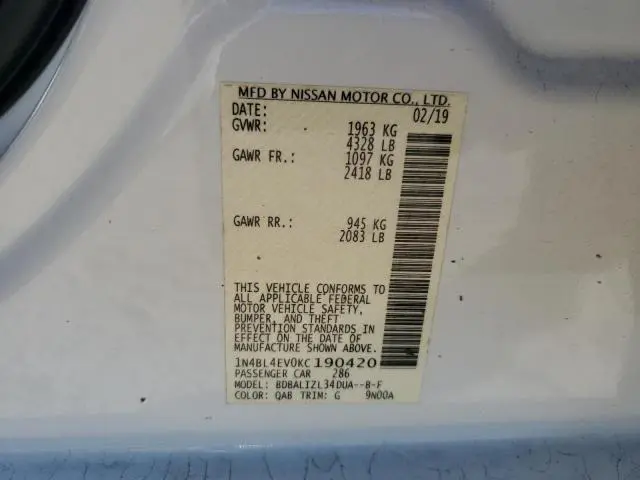 MFD BY NISSAN MOTOR CO., LTD.
DATE: 02/19
GVWR: 1963 KG
4328 LB
GAWR FR.: 1097 KG
2418 LB
GAWR RR.: 945 KG
2083 LB
THIS VEHICLE CONFORMS TO
ALL APPLICABLE FEDERAL
MOTOR VEHICLE SAFETY,
BUMPER, AND THEFT
PREVENTION STANDARDS IN
EFFECT ON THE DATE OF
MANUFACTURE SHOWN ABOVE.
1N4BL4EV0KC190420
PASSENGER CAR 286
MODEL: BDBALIZL34DUA--B-F
COLOR: QAB TRIM: G 9N00A